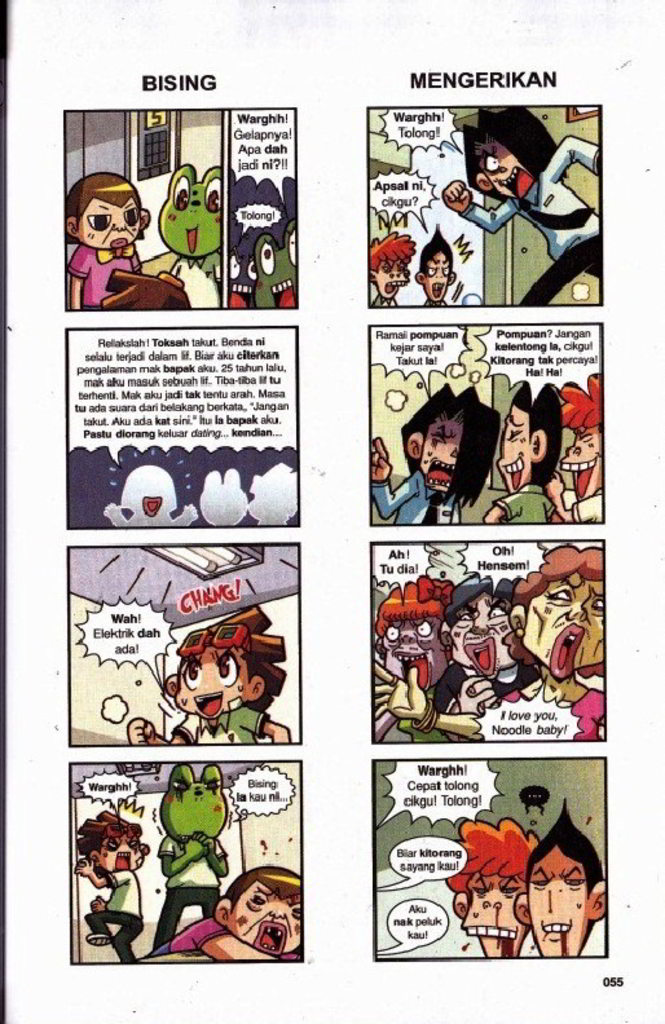 BISING
5
Warghh!
Gelapnya!
Apa dah
jadi ni?!!
Tolong!
Rellakslah! Toksah takut. Benda ni
selalu terjadi dalam lif. Biar aku citerkan
pengalaman mak bapak aku. 25 tahun lalu,
mak aku masuk sebuah lif. Tiba-tiba lif tu
terhenti. Mak aku jadi tak tentu arah. Masa
tu ada suara dari belakang berkata, "Jangan
takut. Aku ada kat sini." Itu la bapak aku.
Pastu diorang keluar dating... kendian...
CHANG!
Wah!
Elektrik dah
ada!
Warghh!
Bising
la kau ni!...
MENGERIKAN
Warghh!
Tolong!!
Apsal ni,
cikgu?
Ramai pompuan
kejar saya!
Takut la!
Pompuan? Jangan
kelentong la, cikgu!
Kitorang tak percaya!
Ha! Ha!
Ah!
Tu dia!
Oh!
Hensem!
I love you,
Noodle baby!
Warghh!
Cepat tolong
cikgu! Tolong!
Biar kitorang
sayang kau!
Aku
nak peluk
kau!
055